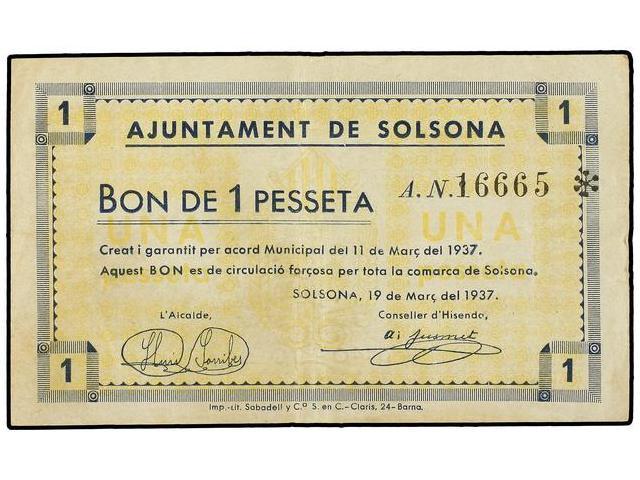 1 1
AJUNTAMENT DE SOLSONA
BON DE 1 PESSETA A.N.16665
UNA UNA
Creat i garantit per acord Municipal del 11 de Març del 1937.
Aquest BON es de circulació forçosa per tota la comarca de Solsona.
pesseta
SOLSONA, 19 de Març del 1937.
L'Alcalde, Conseller d'Hisenda,
1 1
Imp.-Lit. Sabadell y C.ª S. en C.-Claris, 24-Barna.